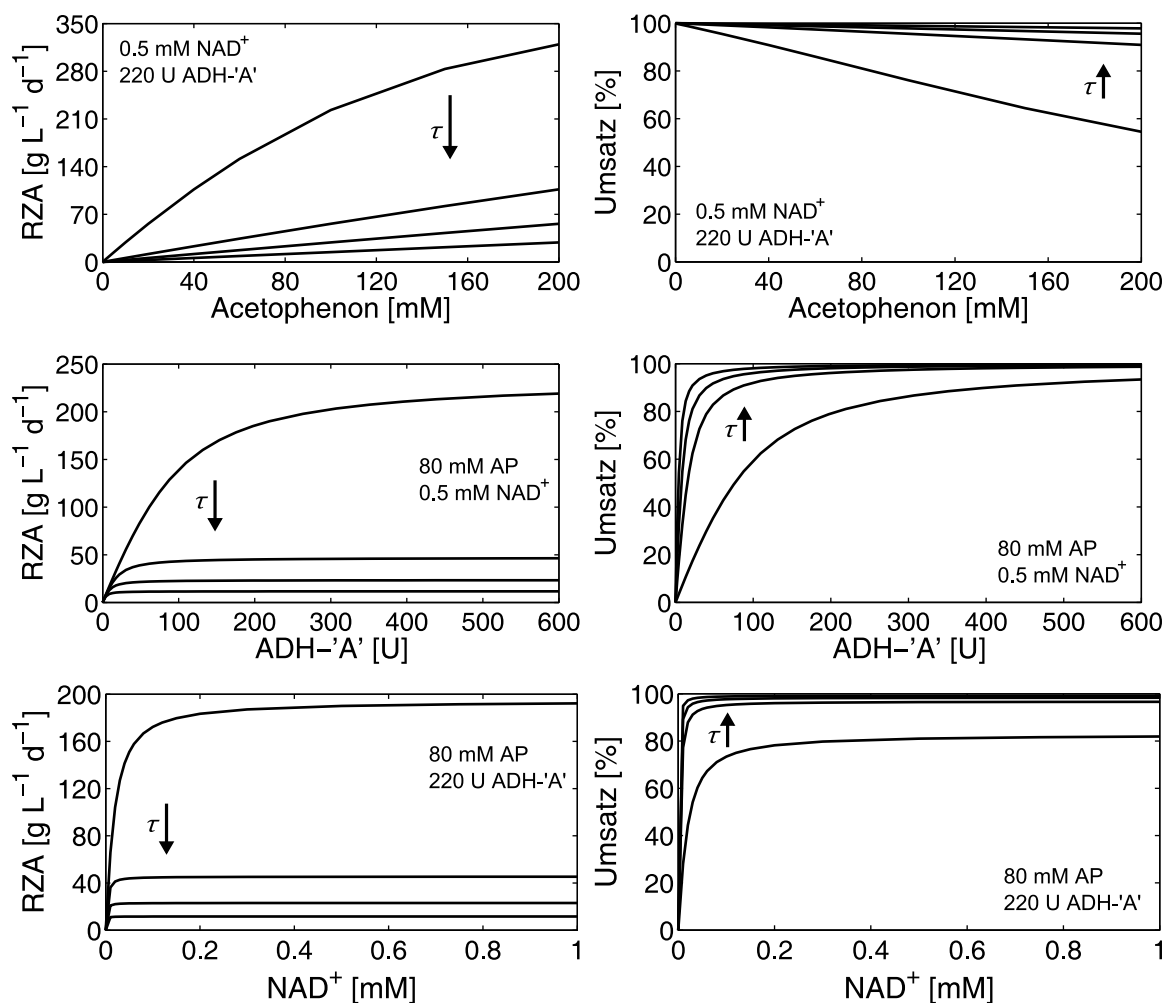 350
280
210
140
70
0
RZA [g L⁻¹ d⁻¹]
0.5 mM NAD⁺
220 U ADH-'A'
τ
0 40 80 120 160 200
Acetophenon [mM]
100
80
60
40
20
0
Umsatz [%]
τ
0.5 mM NAD⁺
220 U ADH-'A'
0 40 80 120 160 200
Acetophenon [mM]
250
200
150
100
50
0
RZA [g L⁻¹ d⁻¹]
80 mM AP
0.5 mM NAD⁺
τ
0 100 200 300 400 500 600
ADH-'A' [U]
100
80
60
40
20
0
Umsatz [%]
τ
80 mM AP
0.5 mM NAD⁺
0 100 200 300 400 500 600
ADH-'A' [U]
200
160
120
80
40
0
RZA [g L⁻¹ d⁻¹]
80 mM AP
220 U ADH-'A'
τ
0 0.2 0.4 0.6 0.8 1
NAD⁺ [mM]
100
80
60
40
20
0
Umsatz [%]
τ
80 mM AP
220 U ADH-'A'
0 0.2 0.4 0.6 0.8 1
NAD⁺ [mM]